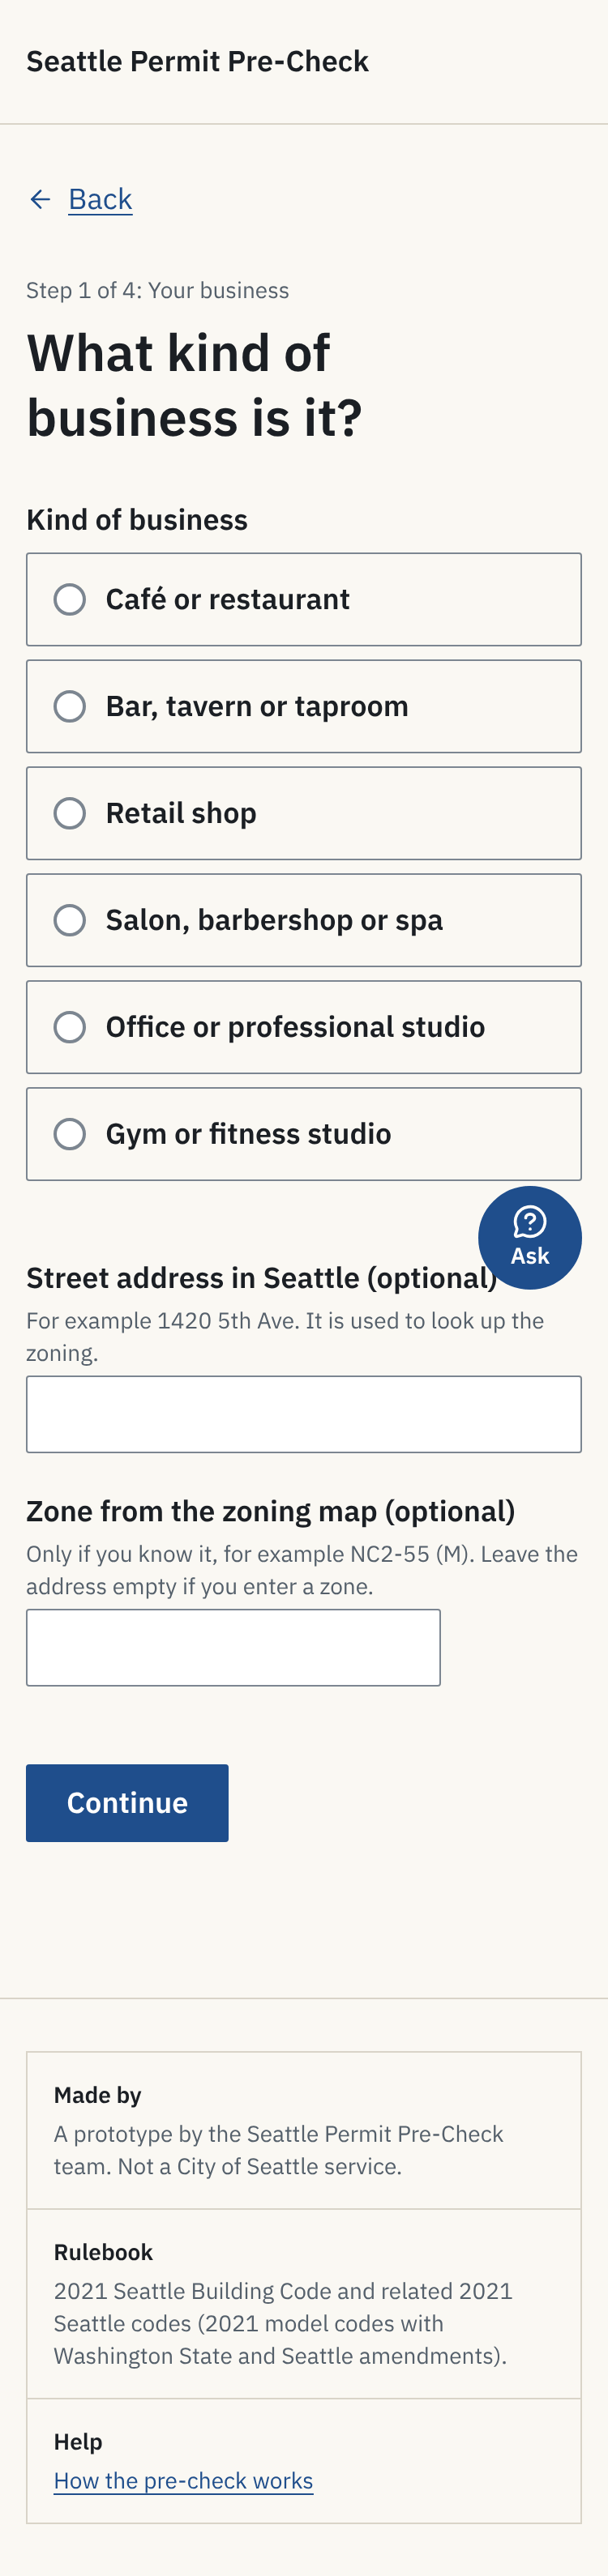 Seattle Permit Pre-Check
Back
Step 1 of 4: Your business
What kind of
business is it?
Kind of business
Café or restaurant
Bar, tavern or taproom
Retail shop
Salon, barbershop or spa
Office or professional studio
Gym or fitness studio
Ask
Street address in Seattle (optional)
For example 1420 5th Ave. It is used to look up the
zoning.
Zone from the zoning map (optional)
Only if you know it, for example NC2-55 (M). Leave the
address empty if you enter a zone.
Continue
Made by
A prototype by the Seattle Permit Pre-Check
team. Not a City of Seattle service.
Rulebook
2021 Seattle Building Code and related 2021
Seattle codes (2021 model codes with
Washington State and Seattle amendments).
Help
How the pre-check works